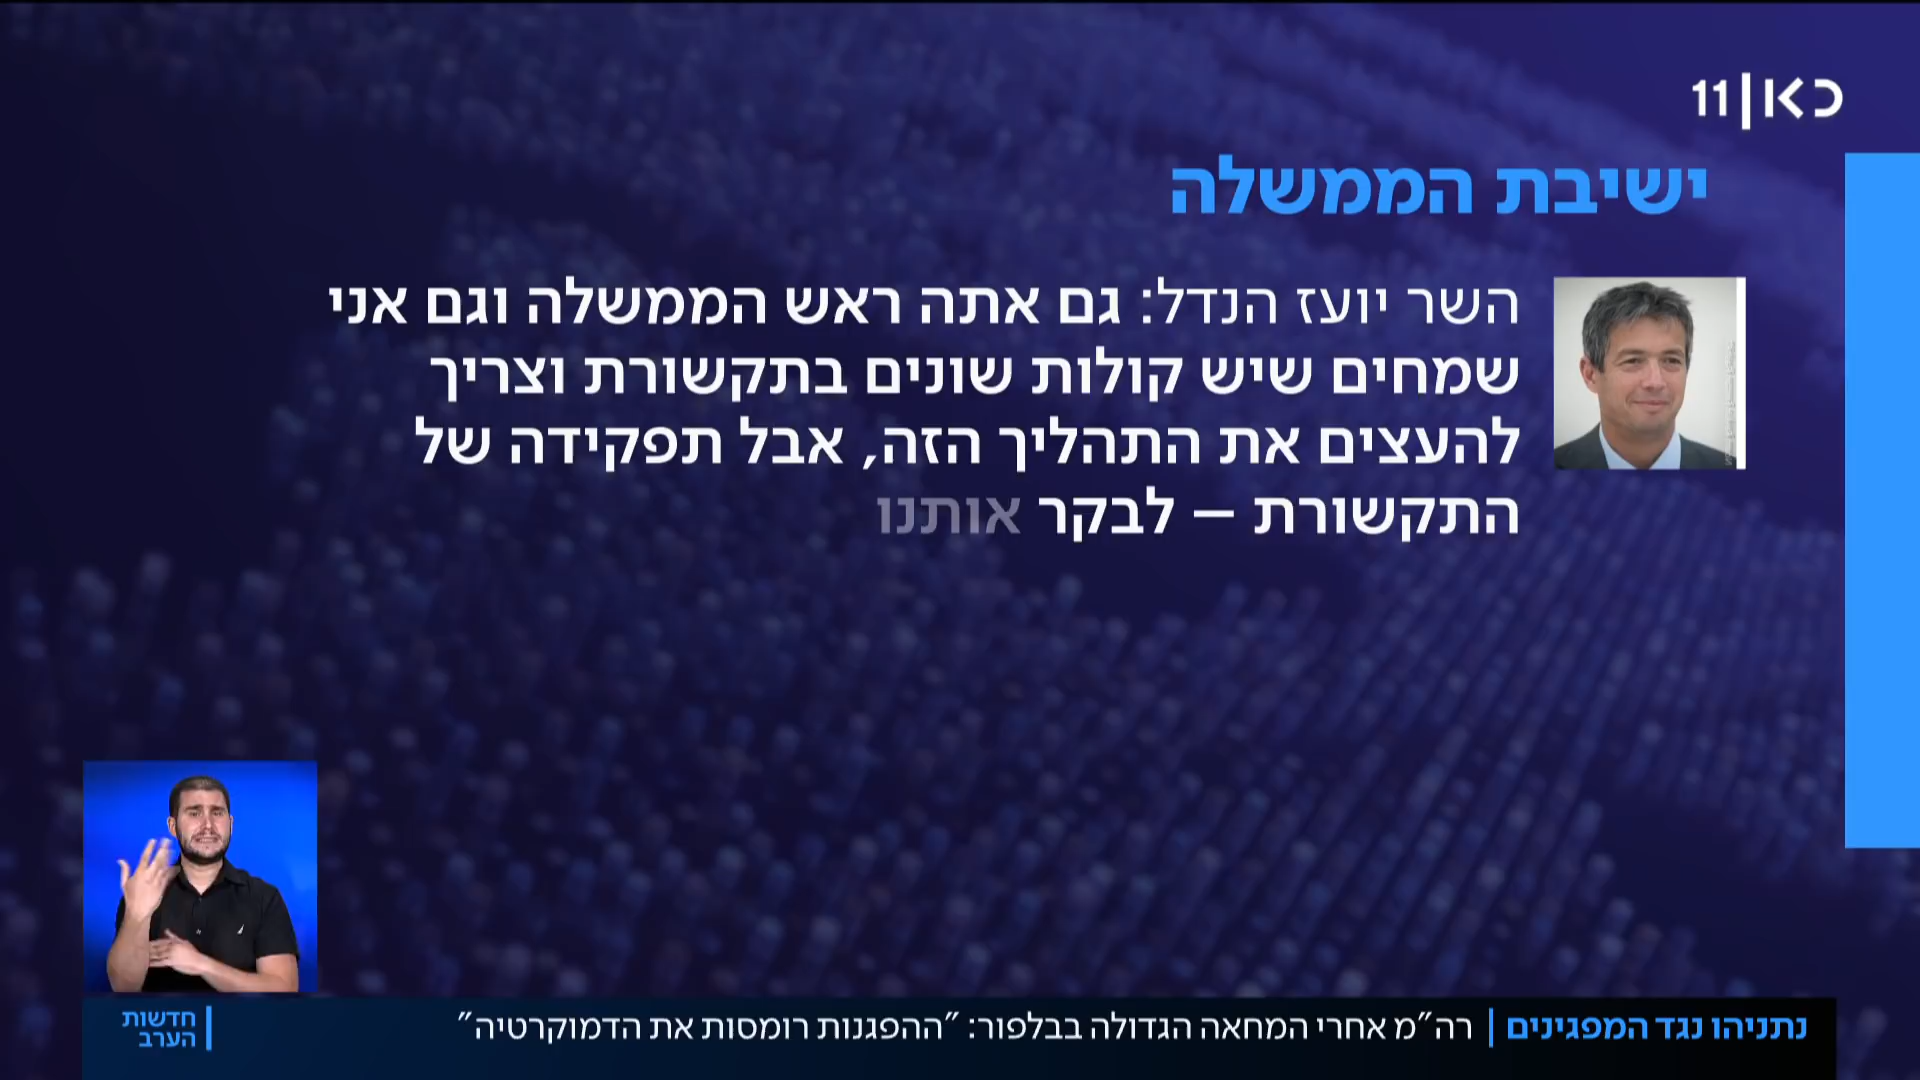 כאן 11
ישיבת הממשלה
השר יועז הנדל: גם אתה ראש הממשלה וגם אני
שמחים שיש קולות שונים בתקשורת וצריך
להעצים את התהליך הזה, אבל תפקידה של
התקשורת – לבקר אותנו
נתניהו נגד המפגינים | רה"מ אחרי המחאה הגדולה בבלפור: "ההפגנות רומסות את הדמוקרטיה"
חדשות
הערב